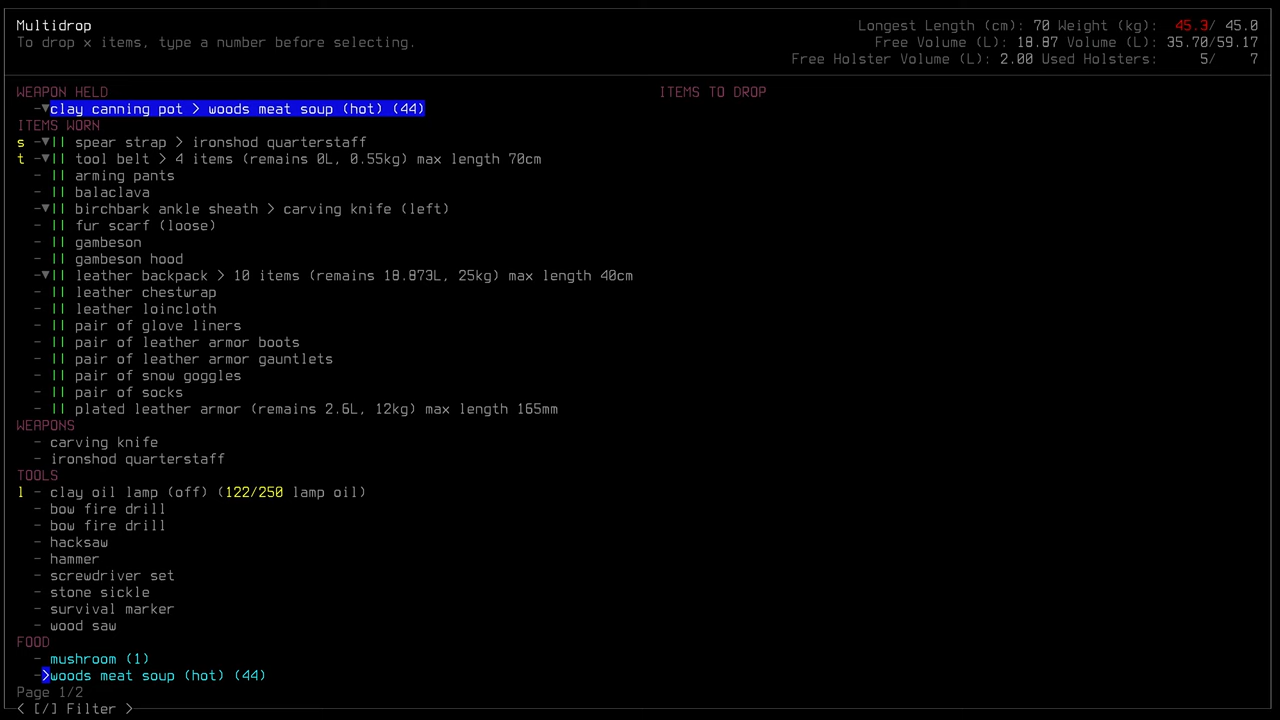 Multidrop
Longest Length (cm): 70 Weight (kg): 45.3/ 45.0
To drop x items, type a number before selecting.
Free Volume (L): 18.87 Volume (L): 35.70/59.17
Free Holster Volume (L): 2.00 Used Holsters: 5/ 7
WEAPON HELD
ITEMS TO DROP
-▼clay canning pot > woods meat soup (hot) (44)
ITEMS WORN
s -▼|| spear strap > ironshod quarterstaff
t -▼|| tool belt > 4 items (remains 0L, 0.55kg) max length 70cm
- || arming pants
- || balaclava
-▼|| birchbark ankle sheath > carving knife (left)
- || fur scarf (loose)
- || gambeson
- || gambeson hood
-▼|| leather backpack > 10 items (remains 18.873L, 25kg) max length 40cm
- || leather chestwrap
- || leather loincloth
- || pair of glove liners
- || pair of leather armor boots
- || pair of leather armor gauntlets
- || pair of snow goggles
- || pair of socks
- || plated leather armor (remains 2.6L, 12kg) max length 165mm
WEAPONS
- carving knife
- ironshod quarterstaff
TOOLS
l - clay oil lamp (off) (122/250 lamp oil)
- bow fire drill
- bow fire drill
- hacksaw
- hammer
- screwdriver set
- stone sickle
- survival marker
- wood saw
FOOD
- mushroom (1)
->woods meat soup (hot) (44)
Page 1/2
< [/] Filter >